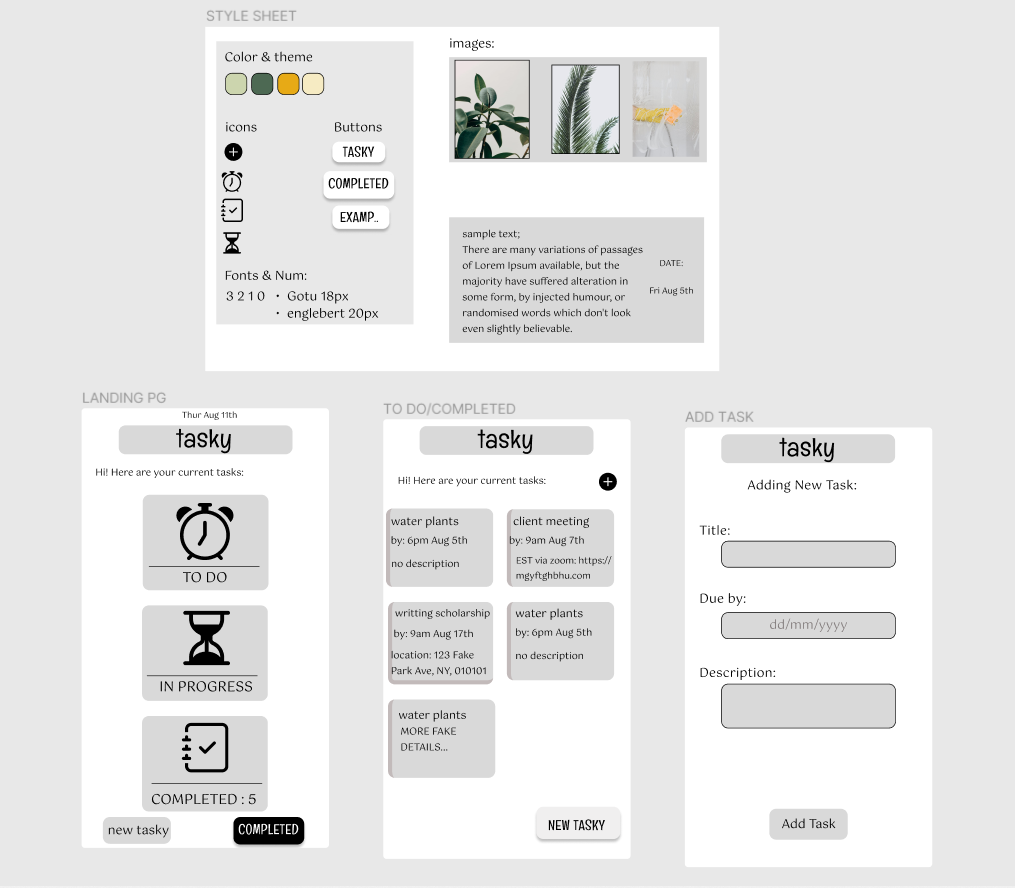 STYLE SHEET
Color & theme
icons
Buttons
TASKY
COMPLETED
EXAMP..
Fonts & Num:
3 2 1 0 • Gotu 18px
• englebert 20px
images:
sample text;
There are many variations of passages
of Lorem Ipsum available, but the
majority have suffered alteration in
some form, by injected humour, or
randomised words which don't look
even slightly believable.
DATE:
Fri Aug 5th
LANDING PG
Thur Aug 11th
tasky
Hi! Here are your current tasks:
TO DO
IN PROGRESS
COMPLETED : 5
new tasky
COMPLETED
TO DO/COMPLETED
tasky
Hi! Here are your current tasks:
water plants
by: 6pm Aug 5th
no description
client meeting
by: 9am Aug 7th
EST via zoom: https://
mgyftghbhu.com
writting scholarship
by: 9am Aug 17th
location: 123 Fake
Park Ave, NY, 010101
water plants
by: 6pm Aug 5th
no description
water plants
MORE FAKE
DETAILS...
NEW TASKY
ADD TASK
tasky
Adding New Task:
Title:
Due by:
dd/mm/yyyy
Description:
Add Task